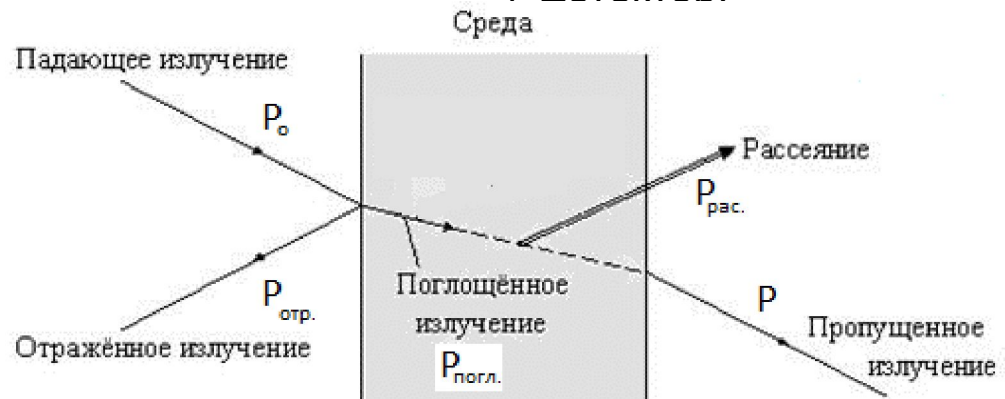 Среда
Падающее излучение
Pо
Рассеяние
Pрас.
Поглощённое
излучение
Pпогл.
Pотр.
Отражённое излучение
P
Пропущенное
излучение